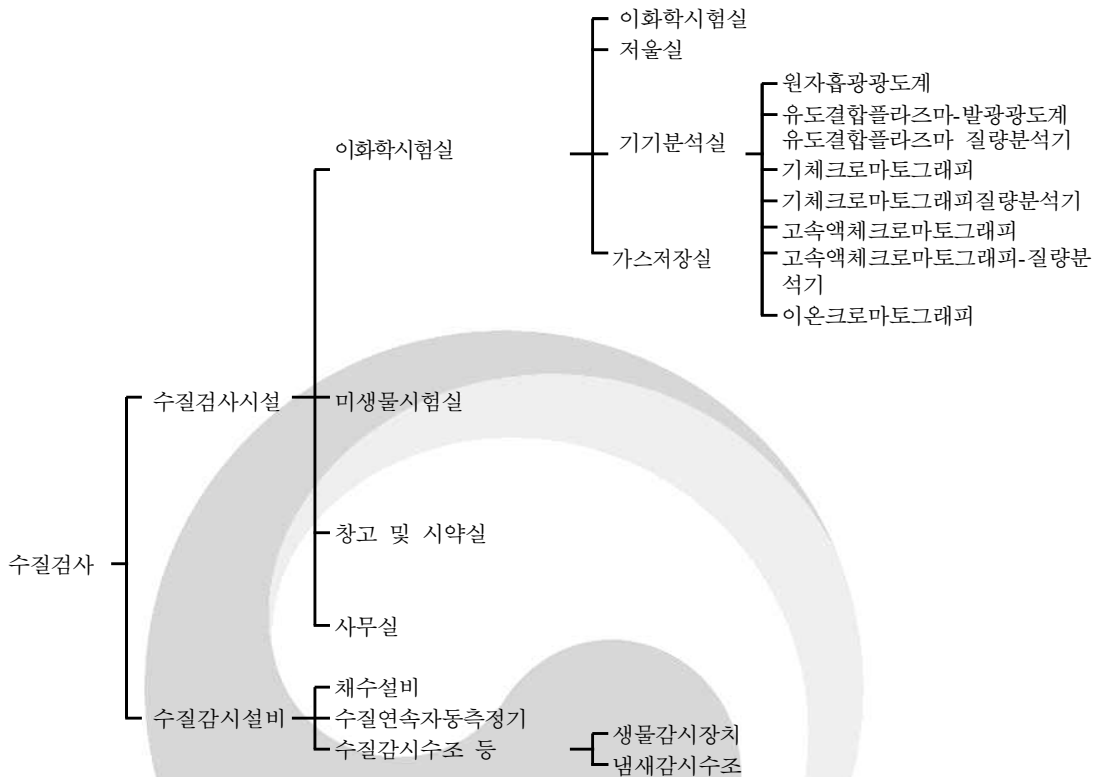 이화학시험실
저울실
원자흡광광도계
유도결합플라즈마-발광광도계
이화학시험실
기기분석실
유도결합플라즈마 질량분석기
기체크로마토그래피
기체크로마토그래피질량분석기
고속액체크로마토그래피
가스저장실
고속액체크로마토그래피-질량분
석기
이온크로마토그래피
수질검사시설
미생물시험실
창고 및 시약실
수질검사
사무실
채수설비
수질감시설비
수질연속자동측정기
수질감시수조 등
생물감시장치
냄새감시수조